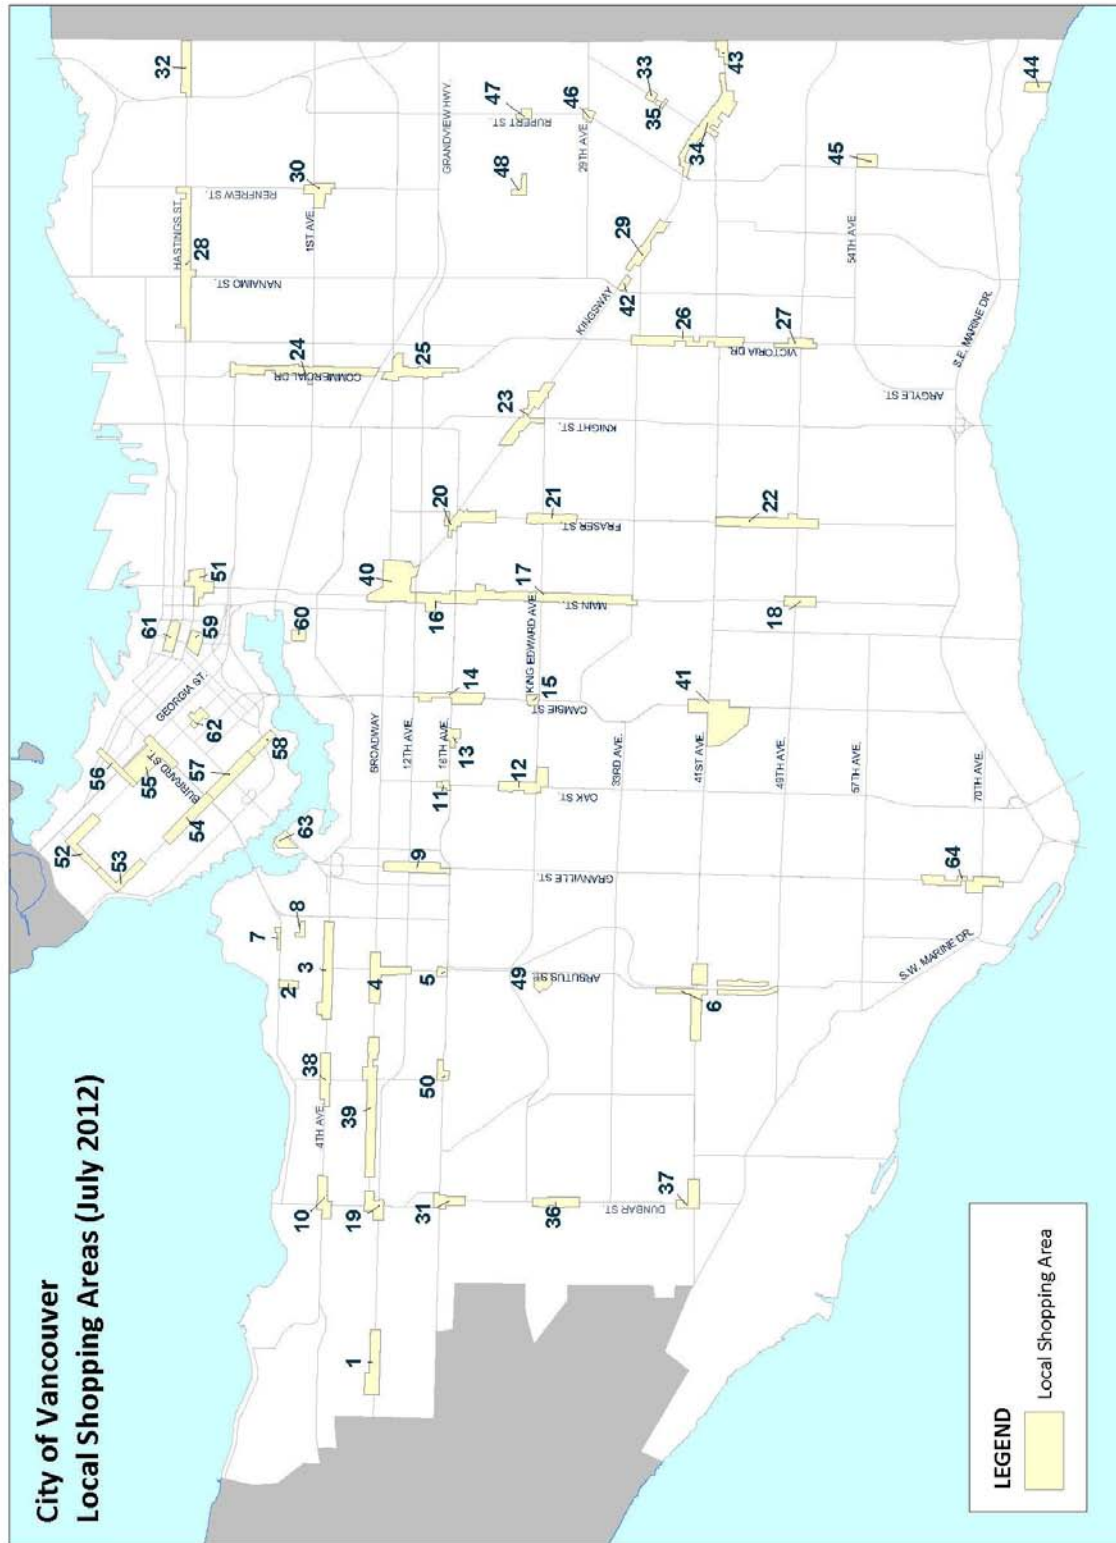 City of Vancouver
Local Shopping Areas (July 2012)
52
56
53
55
BURRARD ST.
61
32
GEORGIA ST.
HASTINGS ST.
54
57
62
59
51
28
RENFREW ST.
NANAIMO ST.
7
63
58
2
8
3
60
24
COMMERCIAL DR.
1ST AVE.
30
10
4TH AVE.
38
1
19
39
4
BROADWAY
40
12TH AVE.
9
31
50
5
11
16TH AVE.
14
16
20
25
GRANDVIEW HWY.
13
36
49
12
15
KING EDWARD AVE.
17
21
23
48
47
RUPERT ST.
GRANVILLE ST.
ARBUTUS ST.
OAK ST.
CAMBIE ST.
MAIN ST.
FRASER ST.
KNIGHT ST.
KINGSWAY
29TH AVE.
46
DUNBAR ST.
33RD AVE.
42
29
35
33
37
6
41ST AVE.
41
26
34
43
VICTORIA DR.
49TH AVE.
18
22
27
57TH AVE.
54TH AVE.
45
ARGYLE ST.
S.W. MARINE DR.
64
70TH AVE.
S.E. MARINE DR.
44
LEGEND
Local Shopping Area